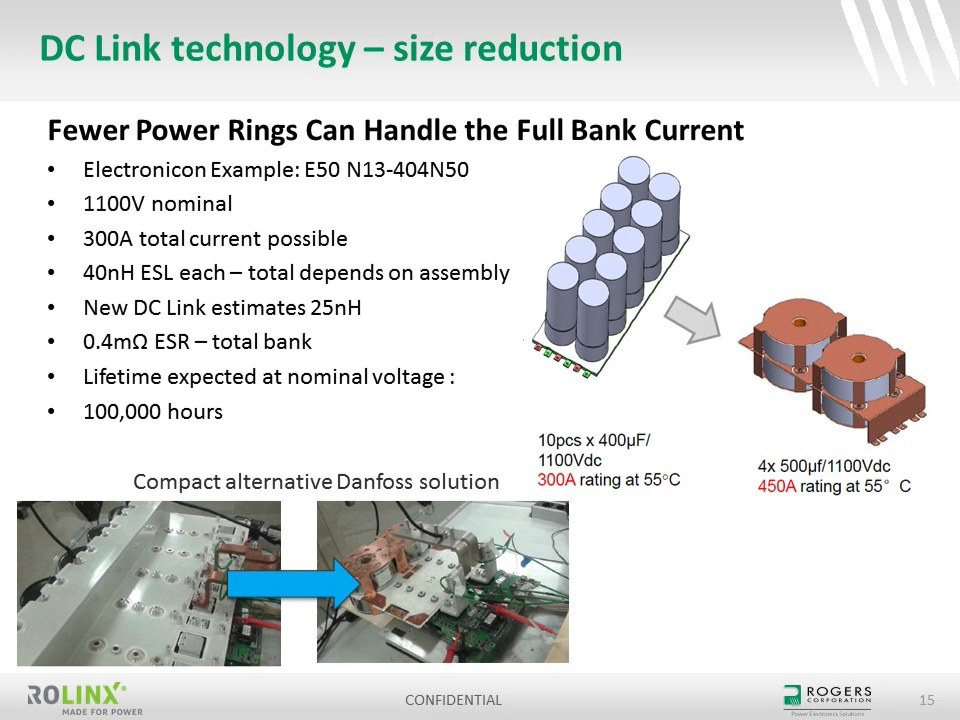 DC Link technology – size reduction
Fewer Power Rings Can Handle the Full Bank Current
• Electronicon Example: E50 N13-404N50
• 1100V nominal
• 300A total current possible
• 40nH ESL each – total depends on assembly
• New DC Link estimates 25nH
• 0.4mΩ ESR – total bank
• Lifetime expected at nominal voltage :
• 100,000 hours
10pcs x 400µF/
1100Vdc
300A rating at 55°C
4x 500µf/1100Vdc
450A rating at 55° C
Compact alternative Danfoss solution
ROLINX
MADE FOR POWER
CONFIDENTIAL
ROGERS
CORPORATION
Power Electronics Solutions
15